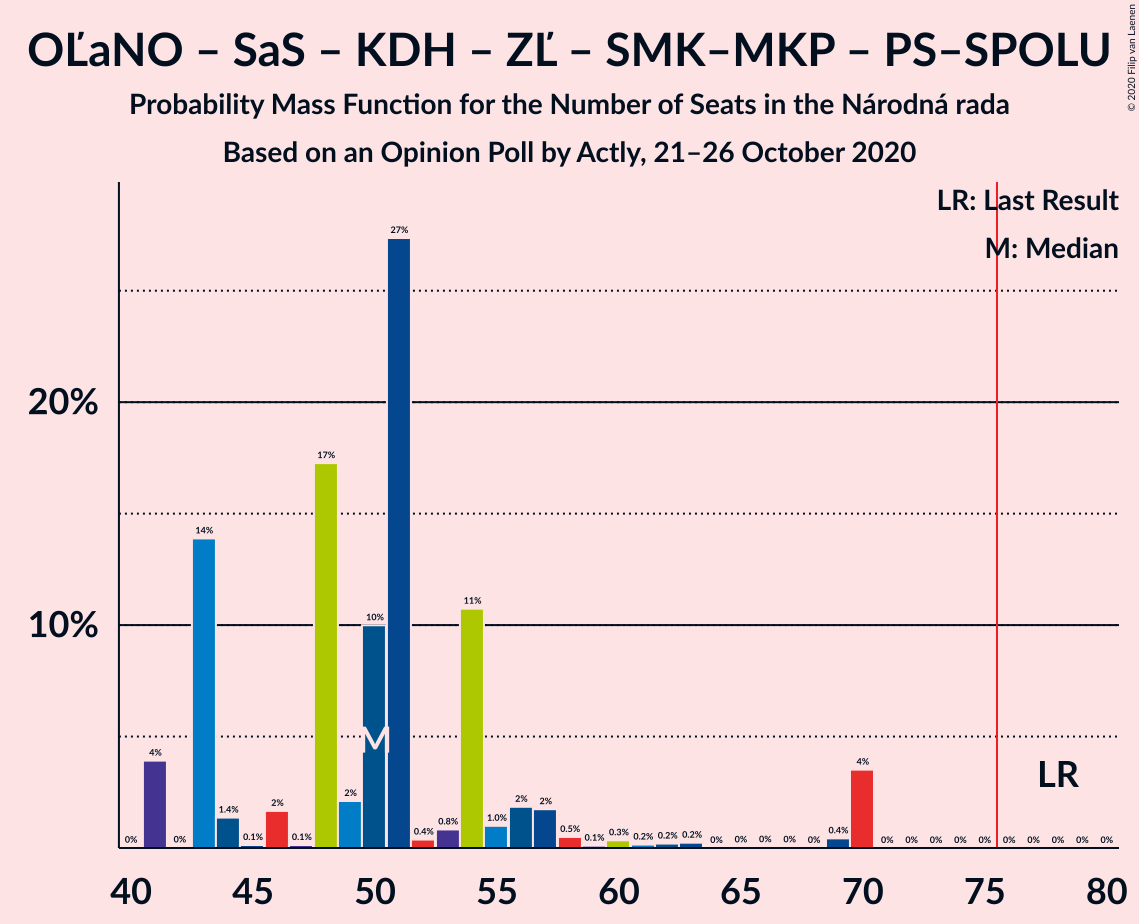 OĽaNO – SaS – KDH – ZĽ – SMK–MKP – PS–SPOLU
Probability Mass Function for the Number of Seats in the Národná rada
Based on an Opinion Poll by Actly, 21–26 October 2020
© 2020 Filip van Laenen
LR: Last Result
M: Median
20%
10%
0% 4% 0% 14% 1.4% 0.1% 2% 0.1% 17% 2% 10% 27% 0.4% 0.8% 11% 1.0% 2% 2% 0.5% 0.1% 0.3% 0.2% 0.2% 0.2% 0% 0% 0% 0% 0% 0.4% 4% 0% 0% 0% 0% 0% 0% 0% 0% 0% 0%
M
LR
40 45 50 55 60 65 70 75 80